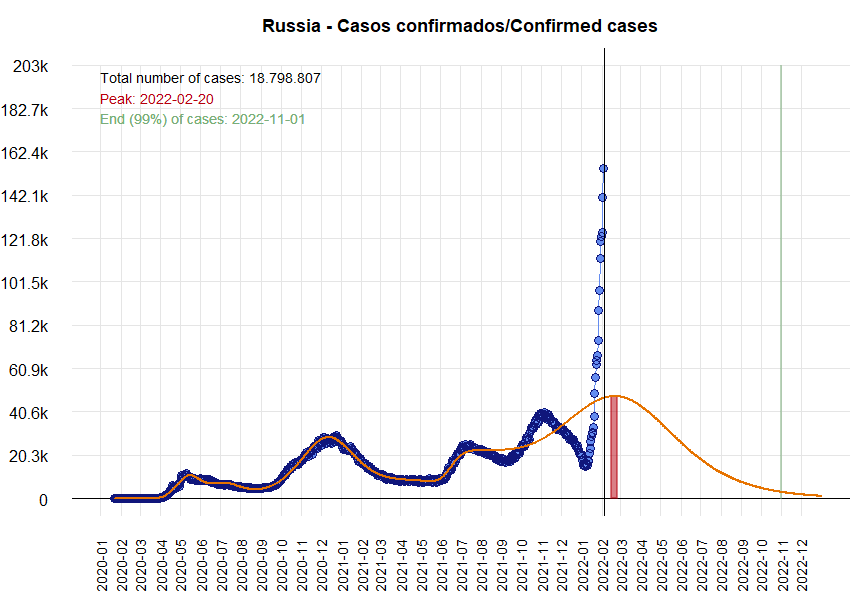 Russia - Casos confirmados/Confirmed cases
203k
182.7k
162.4k
142.1k
121.8k
101.5k
81.2k
60.9k
40.6k
20.3k
0
Total number of cases: 18.798.807
Peak: 2022-02-20
End (99%) of cases: 2022-11-01
2020-01
2020-02
2020-03
2020-04
2020-05
2020-06
2020-07
2020-08
2020-09
2020-10
2020-11
2020-12
2021-01
2021-02
2021-03
2021-04
2021-05
2021-06
2021-07
2021-08
2021-09
2021-10
2021-11
2021-12
2022-01
2022-02
2022-03
2022-04
2022-05
2022-06
2022-07
2022-08
2022-09
2022-10
2022-11
2022-12